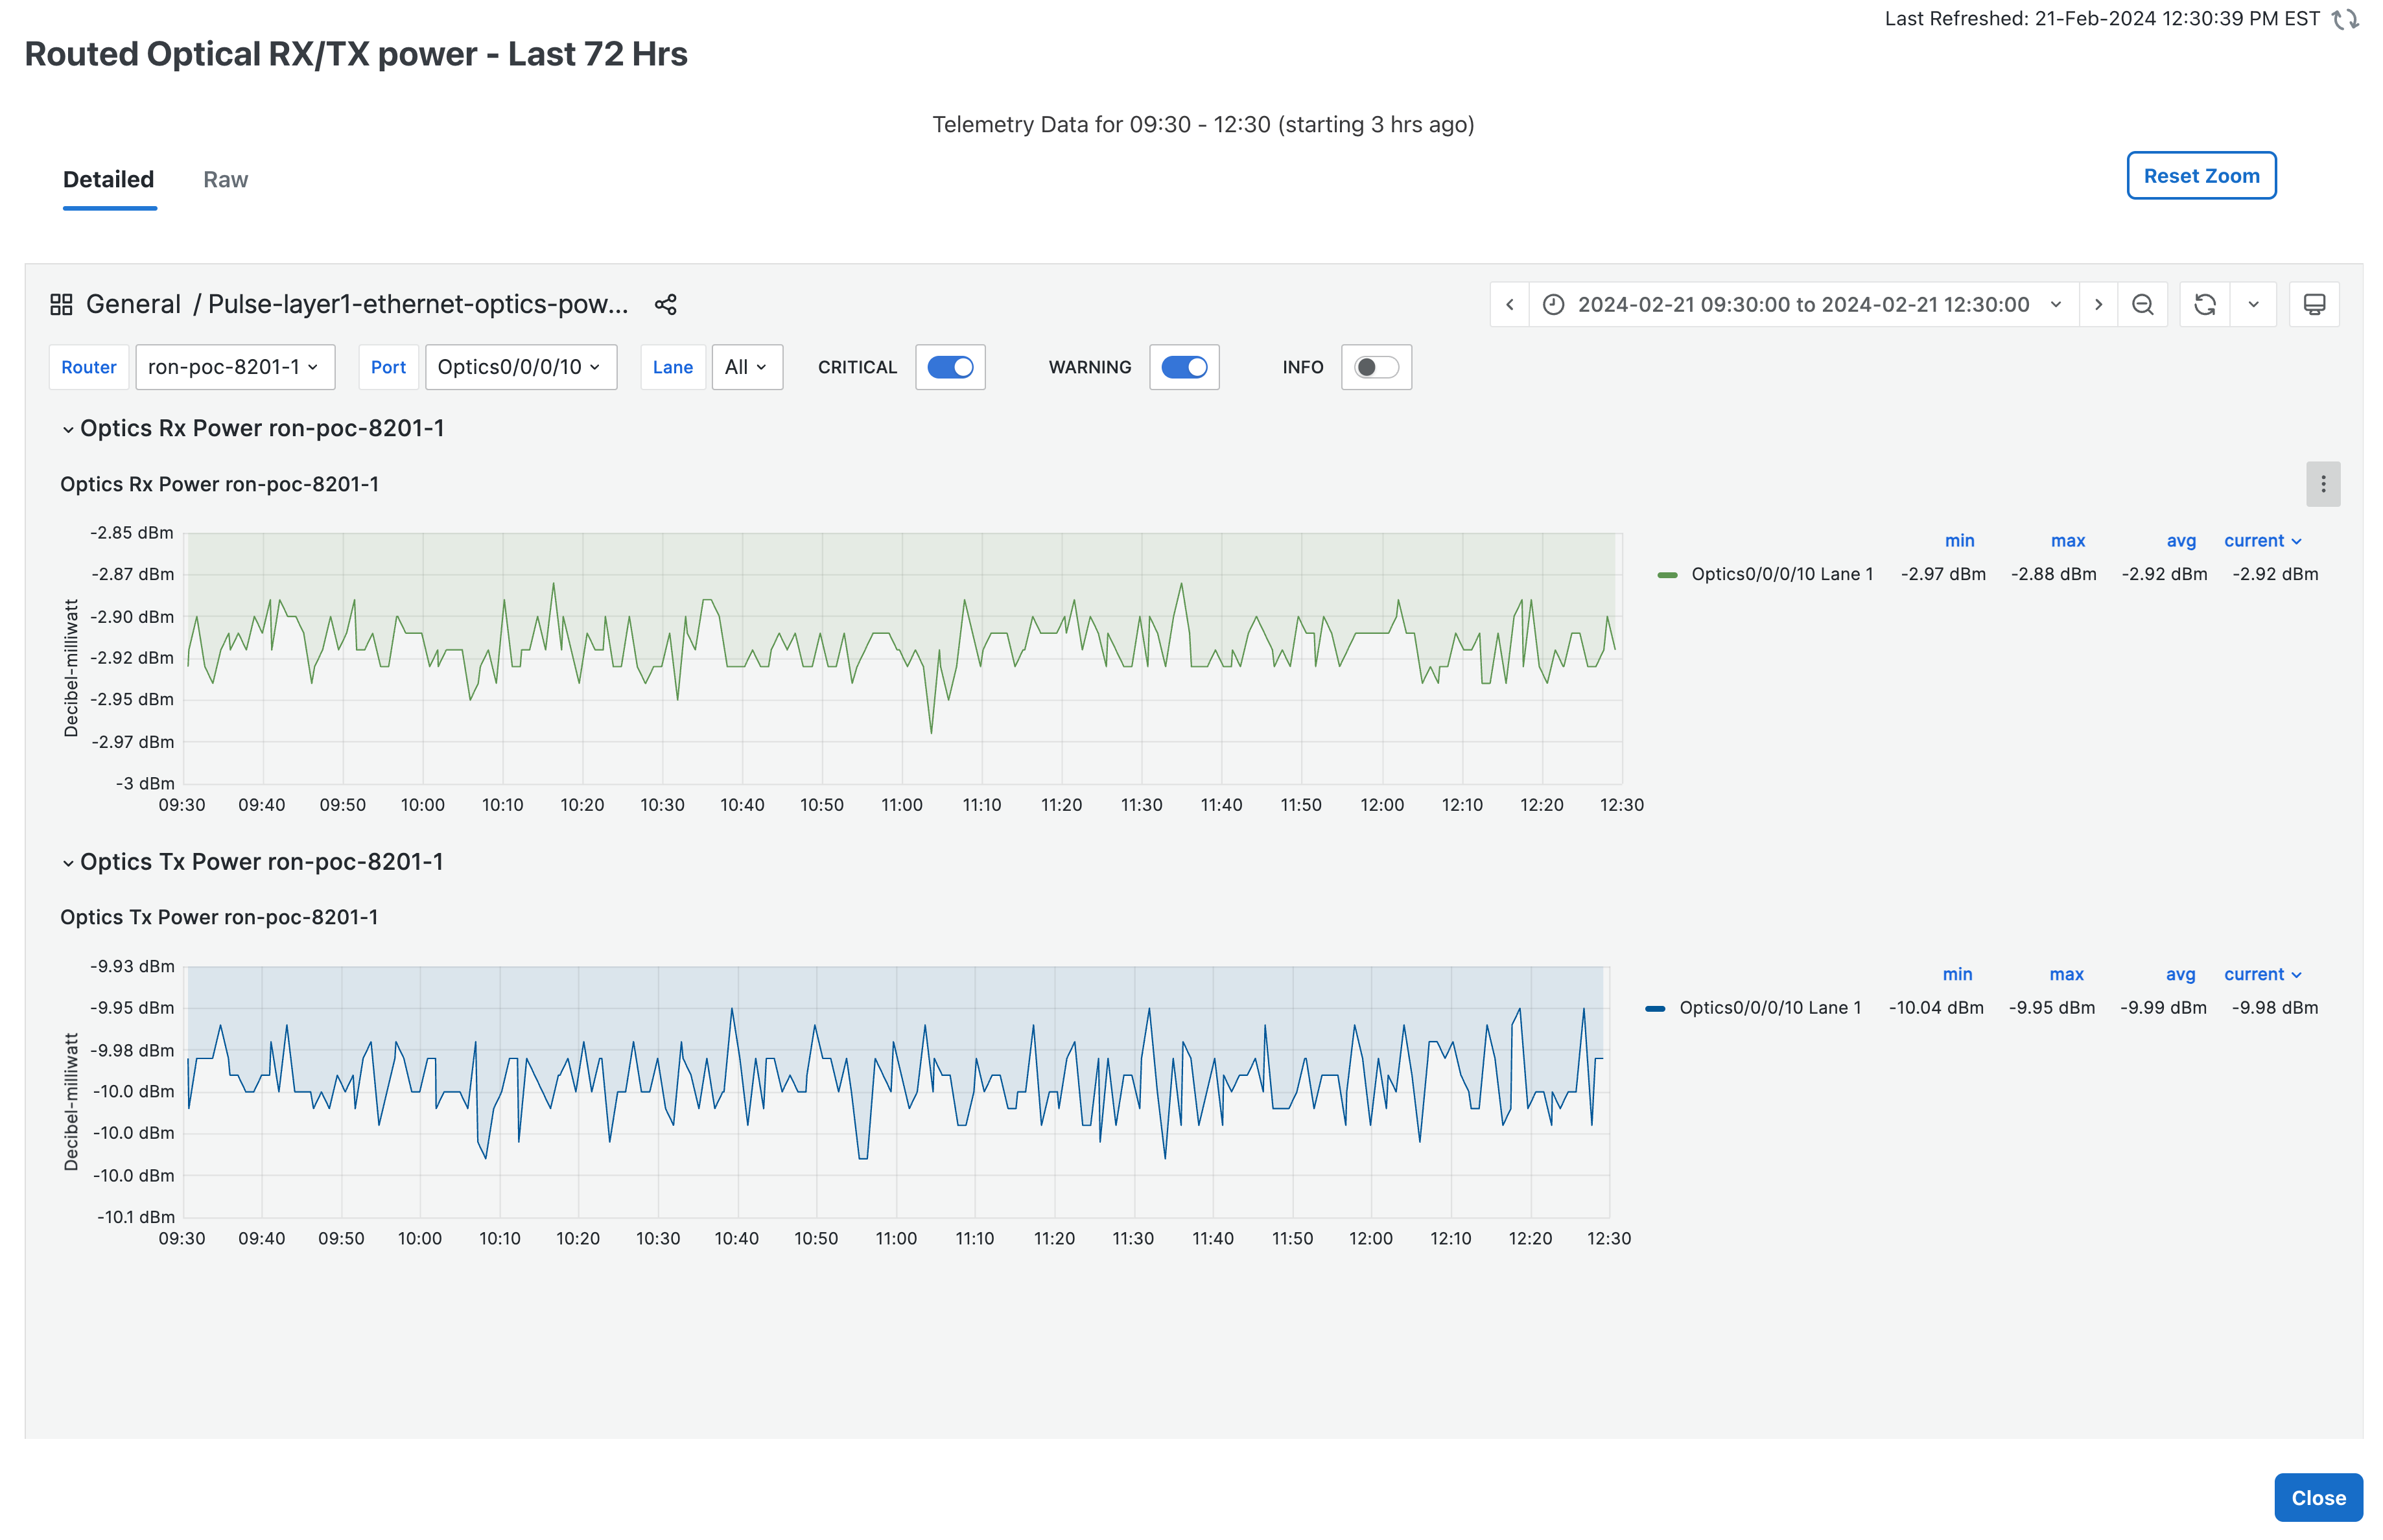 Last Refreshed: 21-Feb-2024 12:30:39 PM EST
Routed Optical RX/TX power - Last 72 Hrs
Telemetry Data for 09:30 - 12:30 (starting 3 hrs ago)
Detailed Raw
Reset Zoom
General / Pulse-layer1-ethernet-optics-pow...
2024-02-21 09:30:00 to 2024-02-21 12:30:00
Router ron-poc-8201-1 Port Optics0/0/0/10 Lane All CRITICAL WARNING INFO
Optics Rx Power ron-poc-8201-1
Optics Rx Power ron-poc-8201-1
Decibel-milliwatt
-2.85 dBm
-2.87 dBm
-2.90 dBm
-2.92 dBm
-2.95 dBm
-2.97 dBm
-3 dBm
09:30 09:40 09:50 10:00 10:10 10:20 10:30 10:40 10:50 11:00 11:10 11:20 11:30 11:40 11:50 12:00 12:10 12:20 12:30
min max avg current
Optics0/0/0/10 Lane 1 -2.97 dBm -2.88 dBm -2.92 dBm -2.92 dBm
Optics Tx Power ron-poc-8201-1
Optics Tx Power ron-poc-8201-1
Decibel-milliwatt
-9.93 dBm
-9.95 dBm
-9.98 dBm
-10.0 dBm
-10.0 dBm
-10.0 dBm
-10.1 dBm
09:30 09:40 09:50 10:00 10:10 10:20 10:30 10:40 10:50 11:00 11:10 11:20 11:30 11:40 11:50 12:00 12:10 12:20 12:30
min max avg current
Optics0/0/0/10 Lane 1 -10.04 dBm -9.95 dBm -9.99 dBm -9.98 dBm
Close